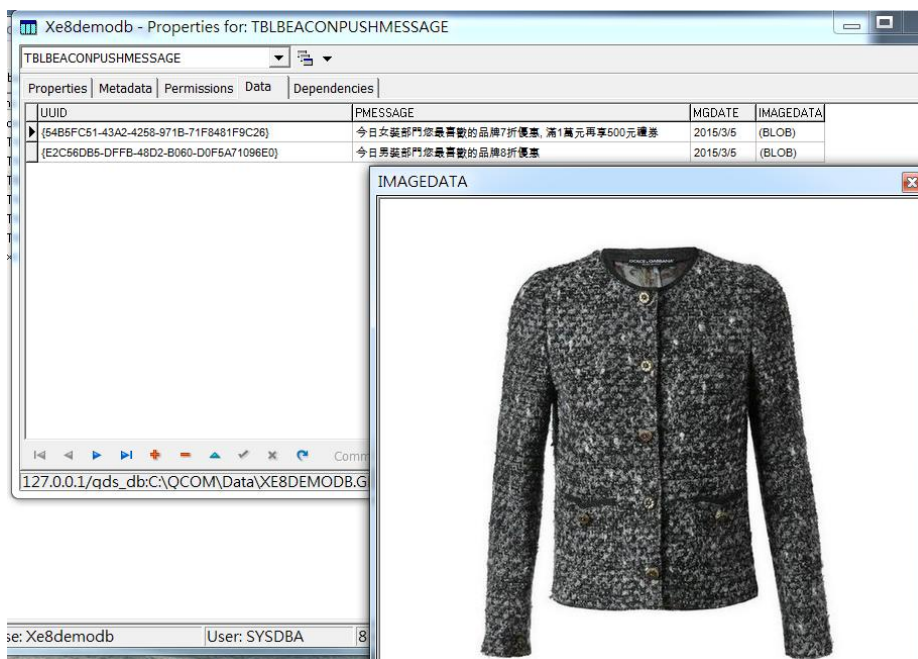 Xe8demodb - Properties for: TBLBEACONPUSHMESSAGE
TBLBEACONPUSHMESSAGE
Properties Metadata Permissions Data Dependencies
UUID PMESSAGE MGDATE IMAGEDATA
{54B5FC51-43A2-4258-971B-71F8481F9C26} 今日女裝部門您最喜歡的品牌7折優惠, 滿1萬元再享500元禮券 2015/3/5 (BLOB)
{E2C56DB5-DFFB-48D2-B060-D0F5A71096E0} 今日男裝部門您最喜歡的品牌8折優惠 2015/3/5 (BLOB)
IMAGEDATA
DOLCE & GABBANA
Comm
127.0.0.1/qds_db:C:\QCOM\Data\XE8DEMODB.G
se: Xe8demodb User: SYSDBA 8